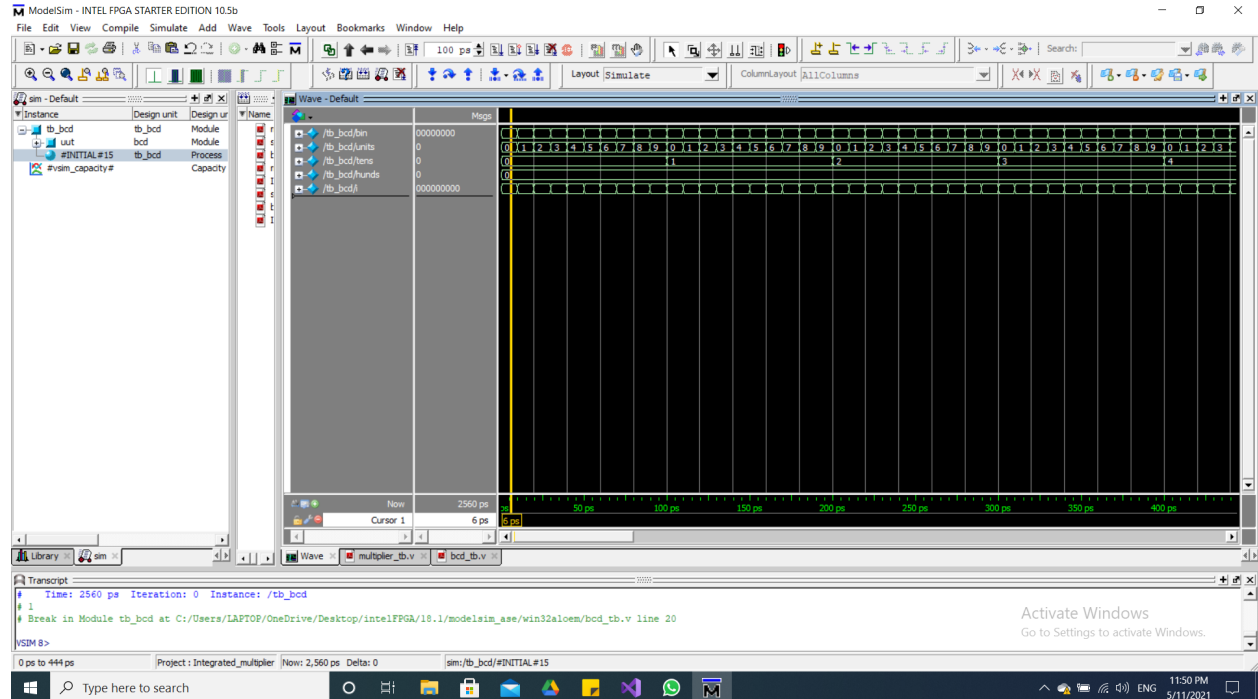 ModelSim - INTEL FPGA STARTER EDITION 10.5b
File Edit View Compile Simulate Add Wave Tools Layout Bookmarks Window Help
100 ps
Search:
Layout Simulate
ColumnLayout AllColumns
sim - Default
Instance Design unit Design ur
tb_bcd tb_bcd Module
uut bcd Module
#INITIAL#15 tb_bcd Process
#vsim_capacity# Capacity
Name
Wave - Default
Msgs
/tb_bcd/bin 00000000
/tb_bcd/units 0 0 1 2 3 4 5 6 7 8 9 0 1 2 3 4 5 6 7 8 9 0 1 2 3 4 5 6 7 8 9 0 1 2 3 4 5 6 7 8 9 0 1 2 3
/tb_bcd/tens 0 0 1 2 3 4
/tb_bcd/hunds 0 0
/tb_bcd/i 000000000
Now 2560 ps ps 50 ps 100 ps 150 ps 200 ps 250 ps 300 ps 350 ps 400 ps
Cursor 1 6 ps 6 ps
Library sim Wave multiplier_tb.v bcd_tb.v
Transcript
# Time: 2560 ps Iteration: 0 Instance: /tb_bcd
# 1
# Break in Module tb_bcd at C:/Users/LAPTOP/OneDrive/Desktop/intelFPGA/18.1/modelsim_ase/win32aloem/bcd_tb.v line 20
VSIM 8>
Activate Windows
Go to Settings to activate Windows.
0 ps to 444 ps Project : Integrated_multiplier Now: 2,560 ps Delta: 0 sim:/tb_bcd/#INITIAL#15
Type here to search
ENG
11:50 PM
5/11/2021